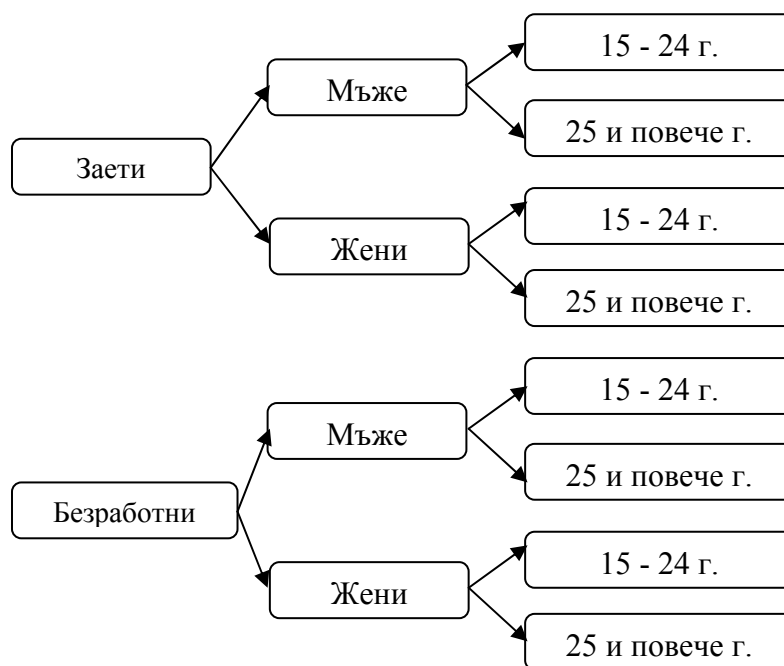 15 - 24 г.
Мъже
25 и повече г.
Заети
15 - 24 г.
Жени
25 и повече г.
15 - 24 г.
Мъже
25 и повече г.
Безработни
15 - 24 г.
Жени
25 и повече г.